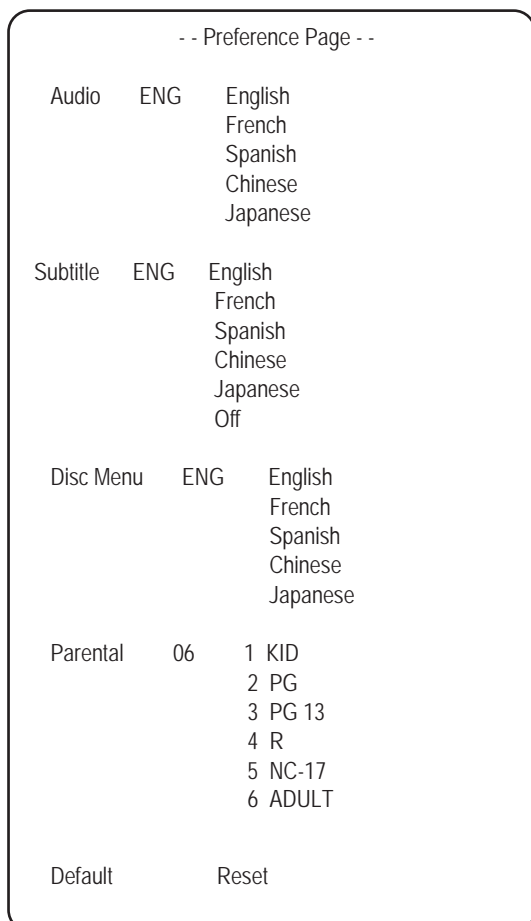 - - Preference Page - -
Audio ENG English
French
Spanish
Chinese
Japanese
Subtitle ENG English
French
Spanish
Chinese
Japanese
Off
Disc Menu ENG English
French
Spanish
Chinese
Japanese
Parental 06 1 KID
2 PG
3 PG 13
4 R
5 NC-17
6 ADULT
Default Reset